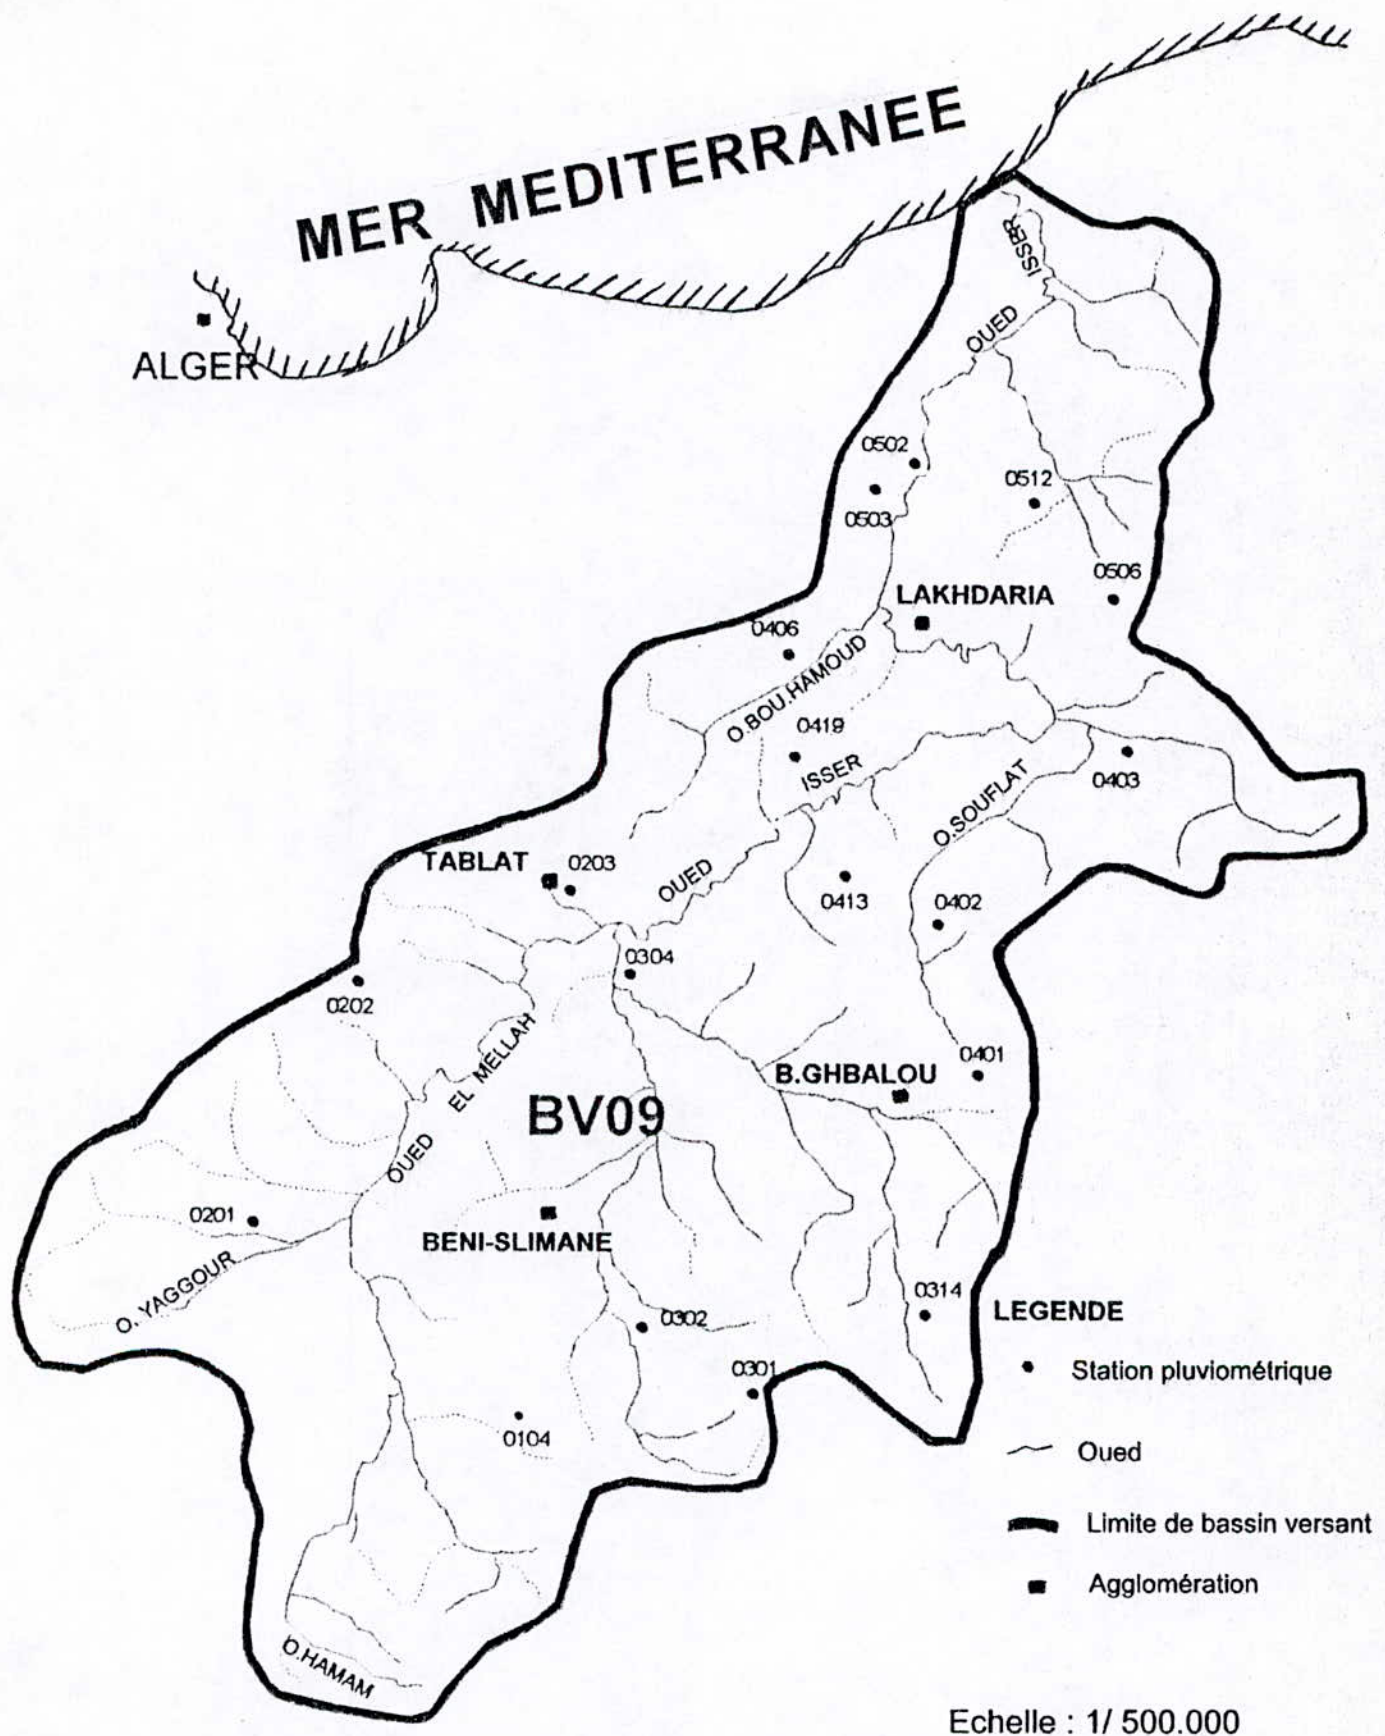 MER MEDITERRANEE
ALGER
ISSER
OUED
0502
0503
0512
0506
LAKHDARIA
0406
O.BOU.HAMOUD
0419
ISSER
0403
O.SOUFLAT
TABLAT
0203
OUED
0413
0402
0304
0202
EL MELLAH
OUED
0401
B.GHBALOU
BV09
0201
BENI-SLIMANE
O. YAGGOUR
0314
0302
0301
0104
O.HAMAM
LEGENDE
Station pluviométrique
Oued
Limite de bassin versant
Agglomération
Echelle : 1/ 500.000